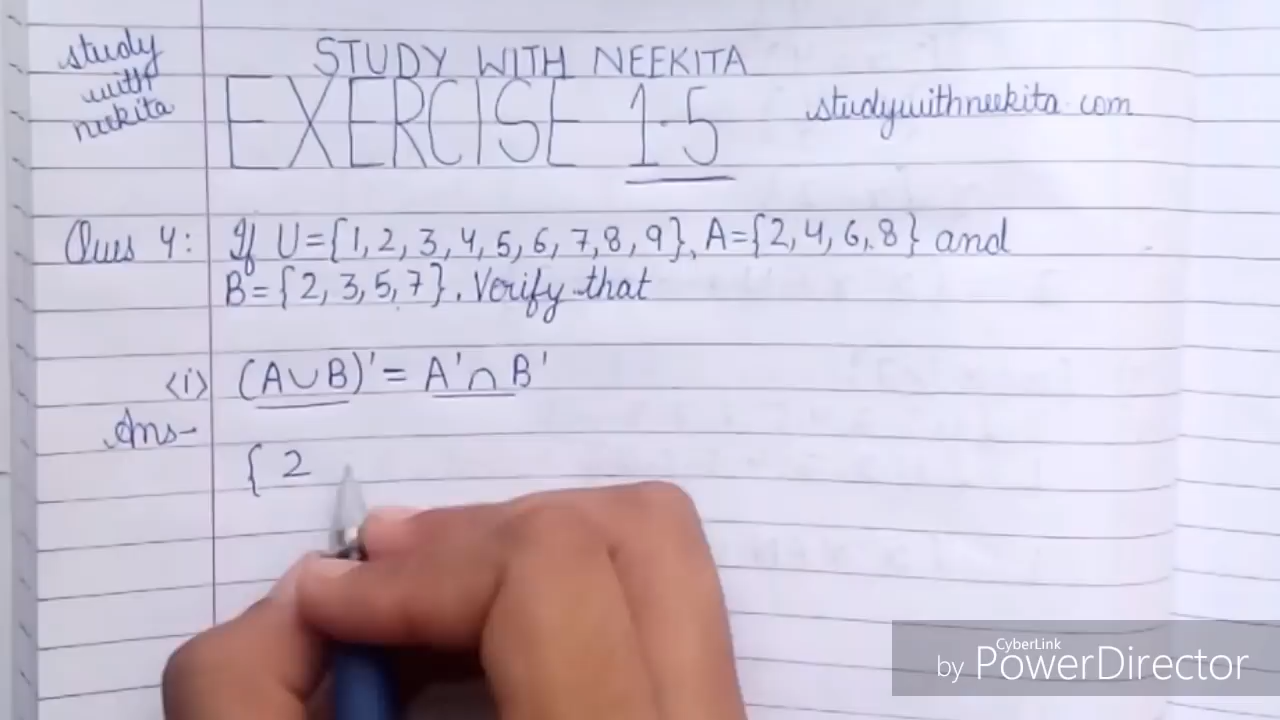 study
with
neekita
STUDY WITH NEEKITA
EXERCISE 1.5
studywithneekita.com
Ques 4: If U={1,2,3,4,5,6,7,8,9}, A={2,4,6,8} and
B={2,3,5,7}. Verify that
<i> (A∪B)'= A'∩B'
Ans-
{ 2
CyberLink
by PowerDirector